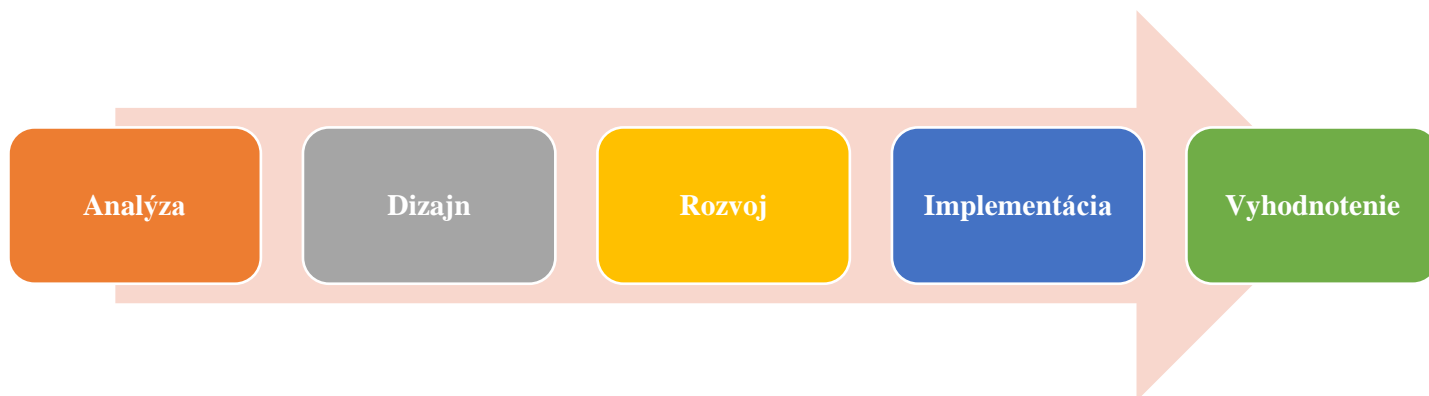 Analýza
Dizajn
Rozvoj
Implementácia
Vyhodnotenie